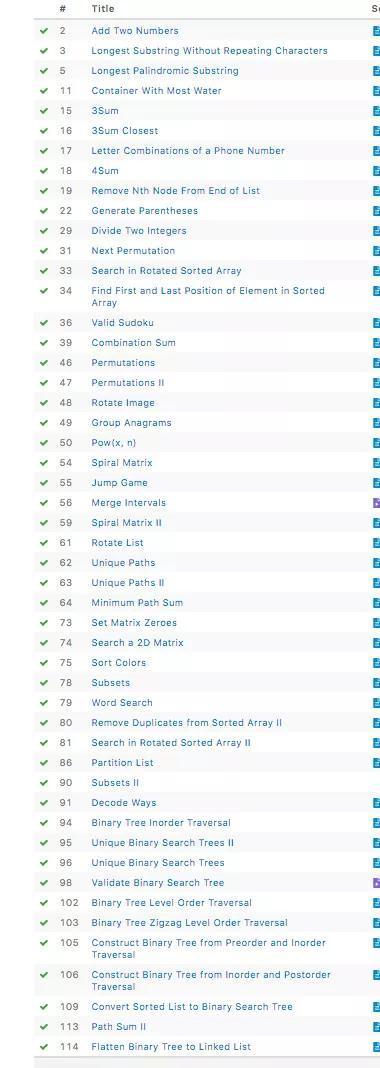 # Title
2 Add Two Numbers
3 Longest Substring Without Repeating Characters
5 Longest Palindromic Substring
11 Container With Most Water
15 3Sum
16 3Sum Closest
17 Letter Combinations of a Phone Number
18 4Sum
19 Remove Nth Node From End of List
22 Generate Parentheses
29 Divide Two Integers
31 Next Permutation
33 Search in Rotated Sorted Array
34 Find First and Last Position of Element in Sorted
Array
36 Valid Sudoku
39 Combination Sum
46 Permutations
47 Permutations II
48 Rotate Image
49 Group Anagrams
50 Pow(x, n)
54 Spiral Matrix
55 Jump Game
56 Merge Intervals
59 Spiral Matrix II
61 Rotate List
62 Unique Paths
63 Unique Paths II
64 Minimum Path Sum
73 Set Matrix Zeroes
74 Search a 2D Matrix
75 Sort Colors
78 Subsets
79 Word Search
80 Remove Duplicates from Sorted Array II
81 Search in Rotated Sorted Array II
86 Partition List
90 Subsets II
91 Decode Ways
94 Binary Tree Inorder Traversal
95 Unique Binary Search Trees II
96 Unique Binary Search Trees
98 Validate Binary Search Tree
102 Binary Tree Level Order Traversal
103 Binary Tree Zigzag Level Order Traversal
105 Construct Binary Tree from Preorder and Inorder
Traversal
106 Construct Binary Tree from Inorder and Postorder
Traversal
109 Convert Sorted List to Binary Search Tree
113 Path Sum II
114 Flatten Binary Tree to Linked List